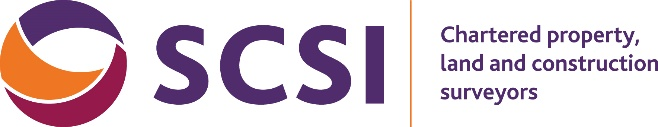 SCSI
Chartered property,
land and construction
surveyors